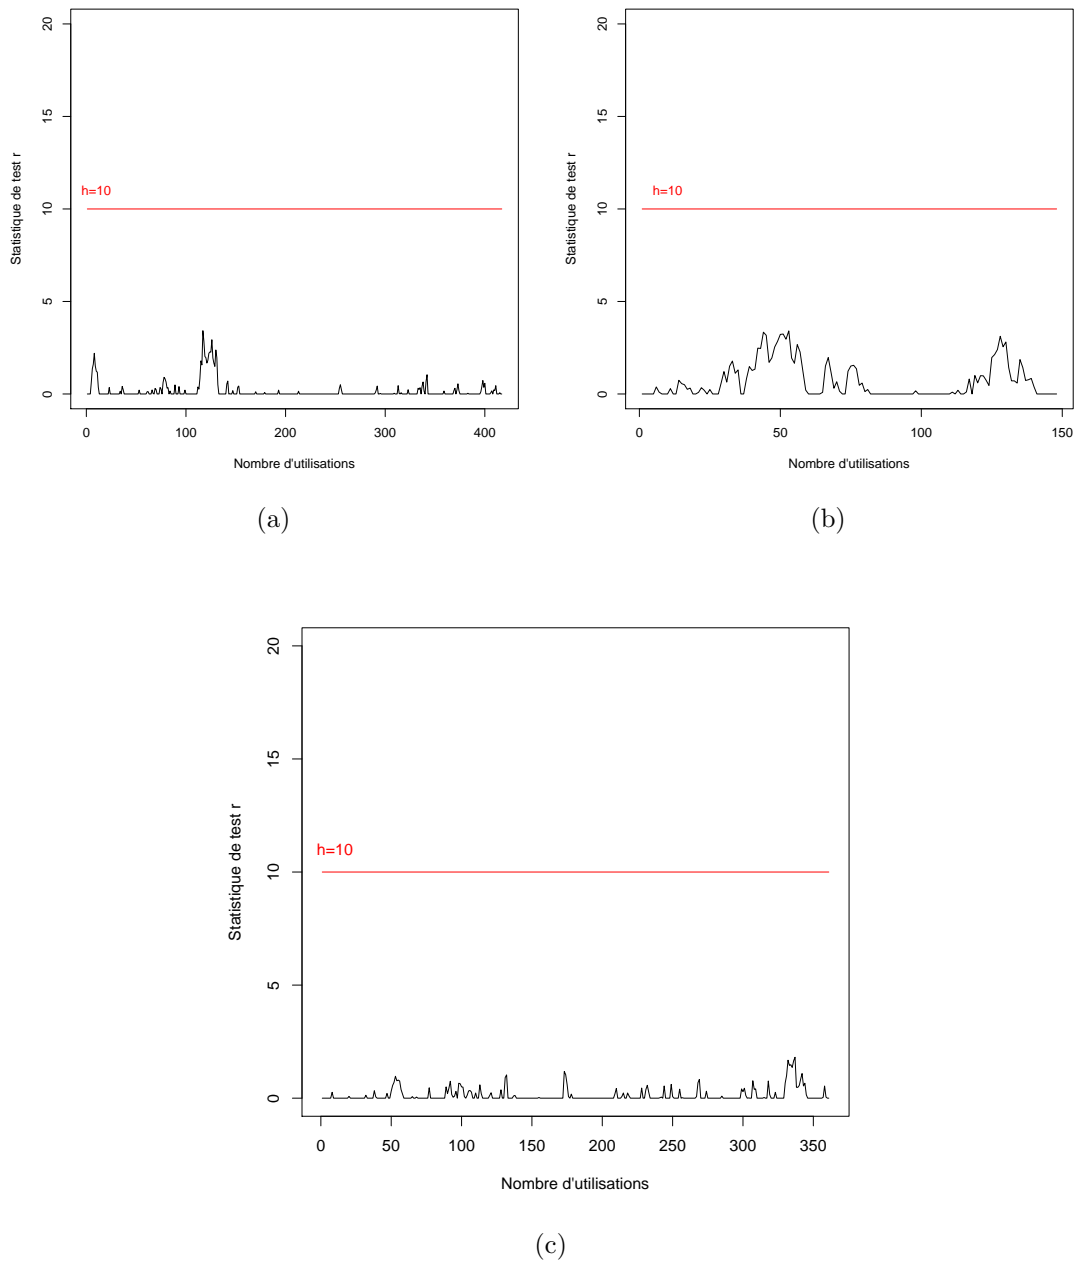 Statistique de test r
20
15
10
5
0
h=10
0 100 200 300 400
Nombre d'utilisations
(a)
Statistique de test r
20
15
10
5
0
h=10
0 50 100 150
Nombre d'utilisations
(b)
Statistique de test r
20
15
10
5
0
h=10
0 50 100 150 200 250 300 350
Nombre d'utilisations
(c)